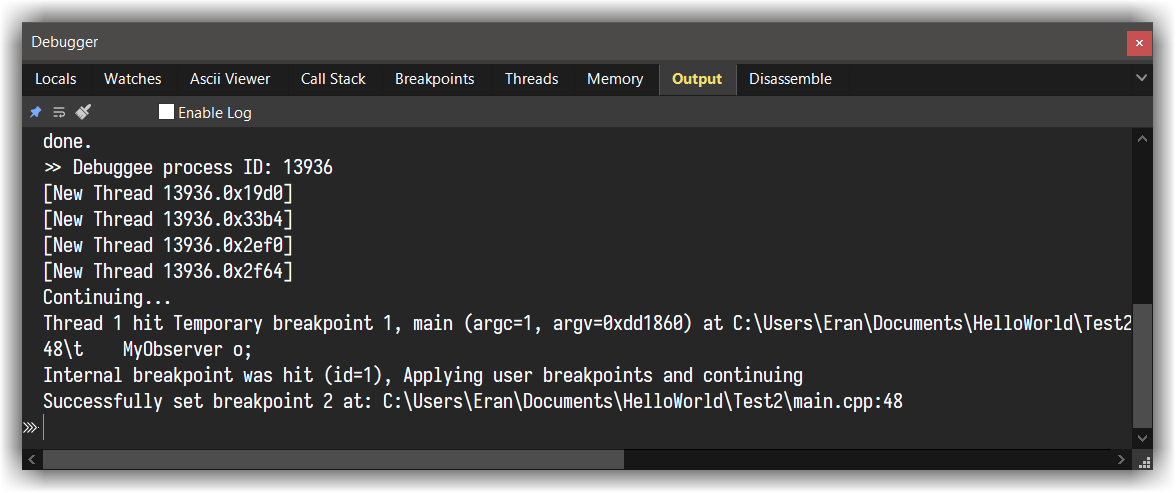 Debugger
Locals Watches Ascii Viewer Call Stack Breakpoints Threads Memory Output Disassemble
Enable Log
done.
>> Debuggee process ID: 13936
[New Thread 13936.0x19d0]
[New Thread 13936.0x33b4]
[New Thread 13936.0x2ef0]
[New Thread 13936.0x2f64]
Continuing...
Thread 1 hit Temporary breakpoint 1, main (argc=1, argv=0xdd1860) at C:\Users\Eran\Documents\HelloWorld\Test2
48\t    MyObserver o;
Internal breakpoint was hit (id=1), Applying user breakpoints and continuing
Successfully set breakpoint 2 at: C:\Users\Eran\Documents\HelloWorld\Test2\main.cpp:48
>>>